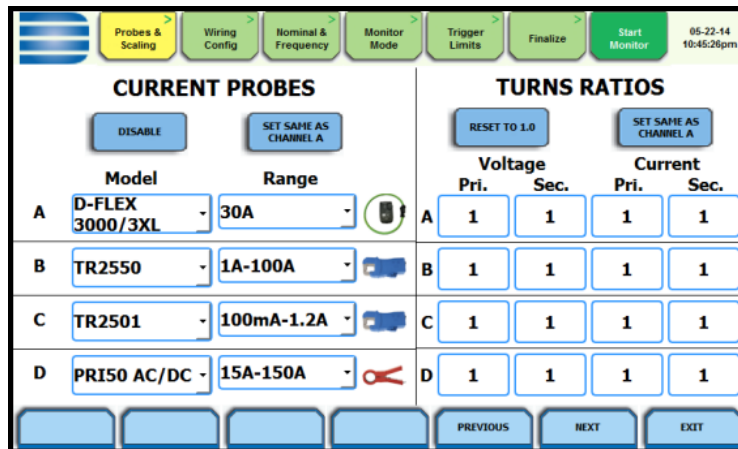 Probes &
Scaling
Wiring
Config
Nominal &
Frequency
Monitor
Mode
Trigger
Limits
Finalize
Start
Monitor
05-22-14
10:45:26pm
CURRENT PROBES
TURNS RATIOS
DISABLE
SET SAME AS
CHANNEL A
RESET TO 1.0
SET SAME AS
CHANNEL A
Voltage Current
Model Range Pri. Sec. Pri. Sec.
A D-FLEX
3000/3XL 30A A 1 1 1 1
B TR2550 1A-100A B 1 1 1 1
C TR2501 100mA-1.2A C 1 1 1 1
D PRI50 AC/DC 15A-150A D 1 1 1 1
PREVIOUS NEXT EXIT